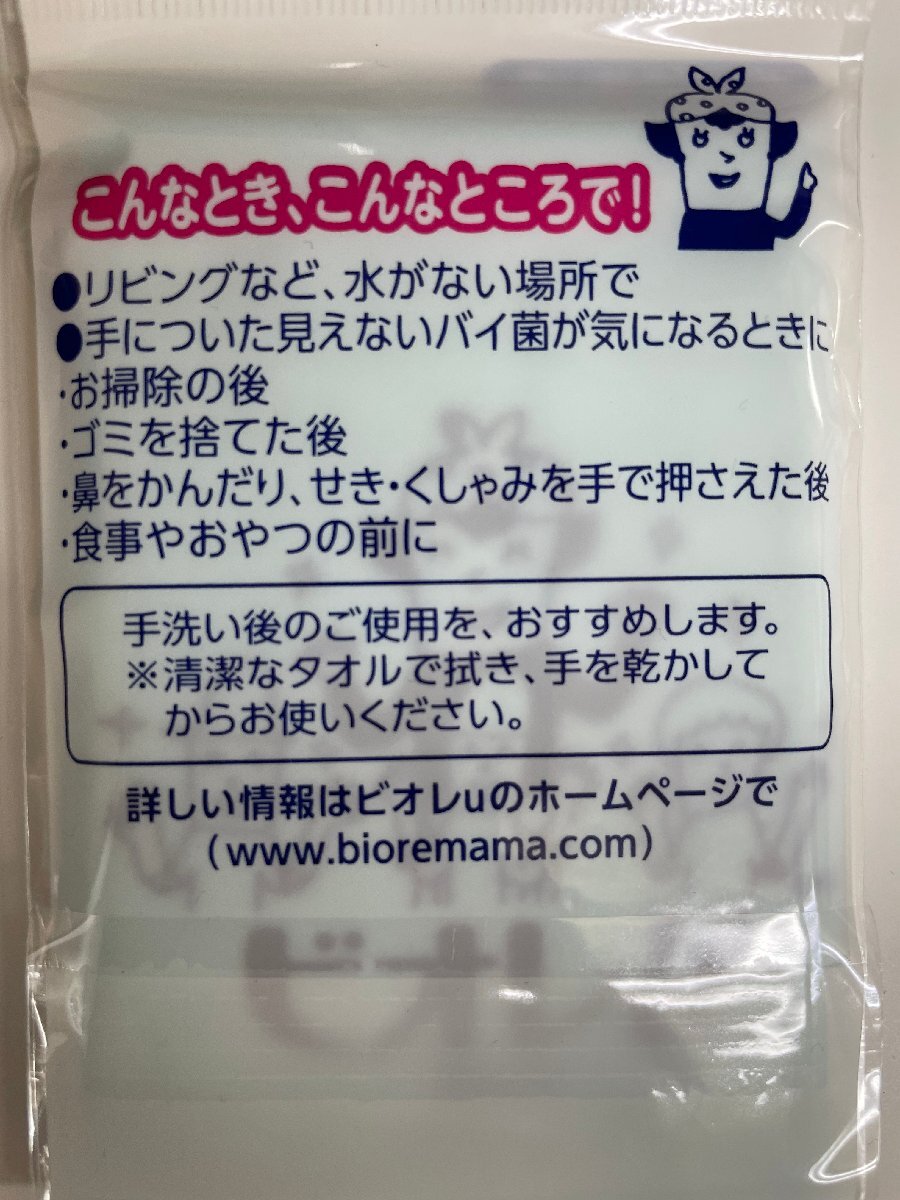 こんなとき、こんなところで!
●リビングなど、水がない場所で
●手についた見えないバイ菌が気になるときに
・お掃除の後
・ゴミを捨てた後
・鼻をかんだり、せき・くしゃみを手で押さえた後
・食事やおやつの前に
手洗い後のご使用を、おすすめします。
※清潔なタオルで拭き、手を乾かして
からお使いください。
詳しい情報はビオレuのホームページで
(www.bioremama.com)